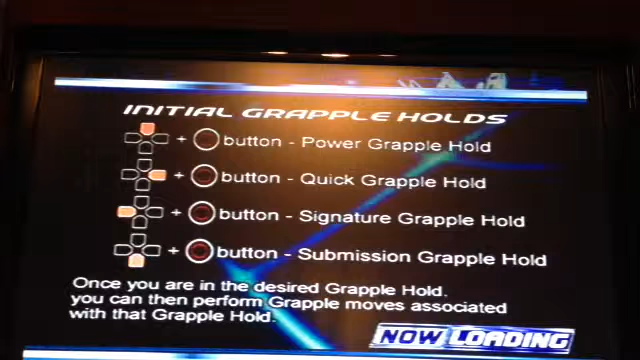 INITIAL GRAPPLE HOLDS
+ button - Power Grapple Hold
+ button - Quick Grapple Hold
+ button - Signature Grapple Hold
+ button - Submission Grapple Hold
Once you are in the desired Grapple Hold.
you can then perform Grapple moves associated
with that Grapple Hold.
NOW LOADING